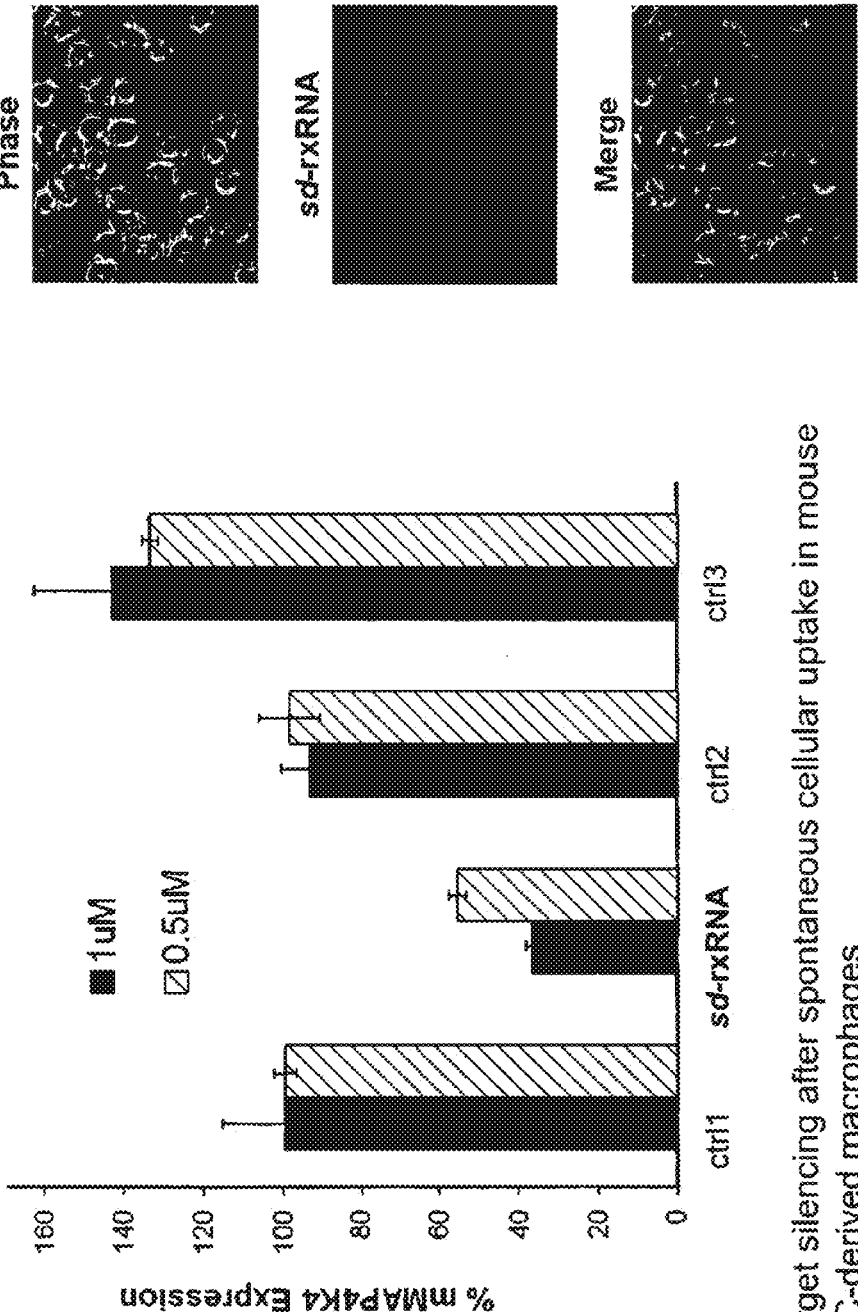 % mMAP4K4 Expression
160
140
120
100
80
60
40
20
0
1uM
0.5uM
ctrl1
sd-rxRNA
ctrl2
ctrl3
get silencing after spontaneous cellular uptake in mouse
C-derived macrophages
Phase
sd-rxRNA
Merge